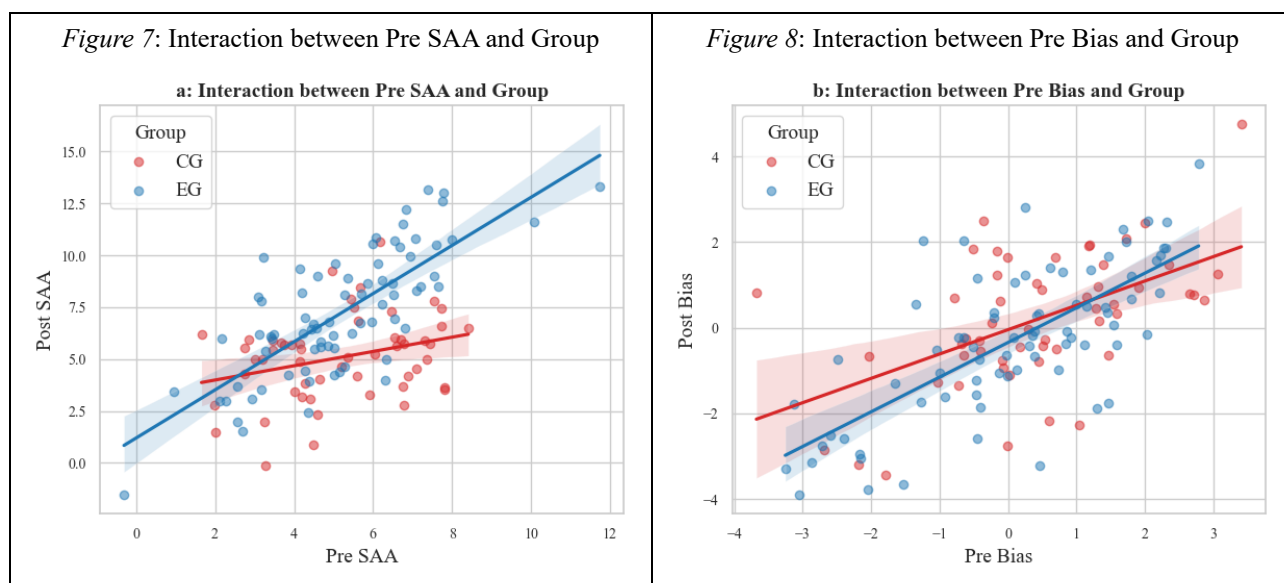 Figure 7: Interaction between Pre SAA and Group
a: Interaction between Pre SAA and Group
Group
CG
EG
Post SAA
15.0
12.5
10.0
7.5
5.0
2.5
0.0
0 2 4 6 8 10 12
Pre SAA
Figure 8: Interaction between Pre Bias and Group
b: Interaction between Pre Bias and Group
Group
CG
EG
Post Bias
4
2
0
−2
−4
−4 −3 −2 −1 0 1 2 3
Pre Bias